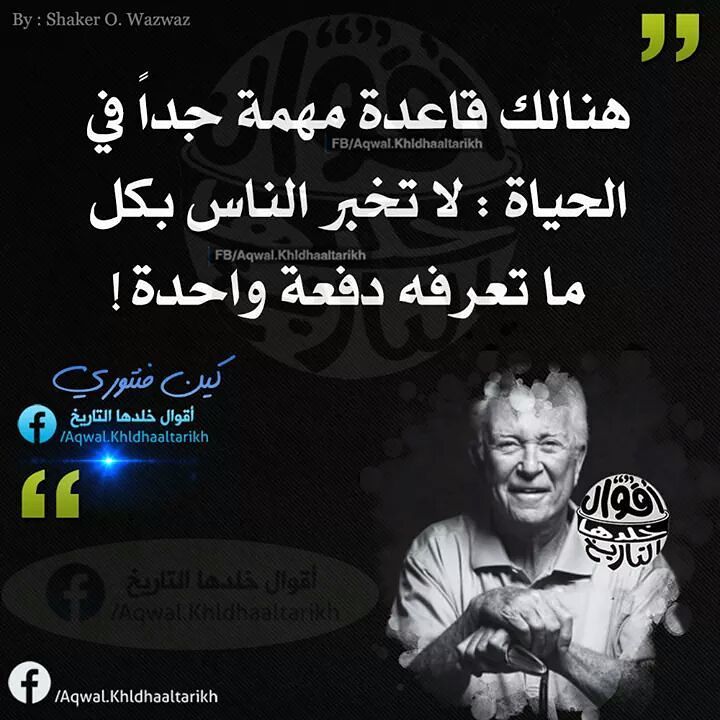 By : Shaker O. Wazwaz
هنالك قاعدة مهمة جداً في
FB/Aqwal.Khldhaaltarikh
الحياة : لا تخبر الناس بكل
FB/Aqwal.Khldhaaltarikh
ما تعرفه دفعة واحدة !
كين فنتوري
أقوال خلدها التاريخ
/Aqwal.Khldhaaltarikh
أقوال
خلدها
التاريخ
أقوال خلدها التاريخ
/Aqwal.Khldhaaltarikh
/Aqwal.Khldhaaltarikh